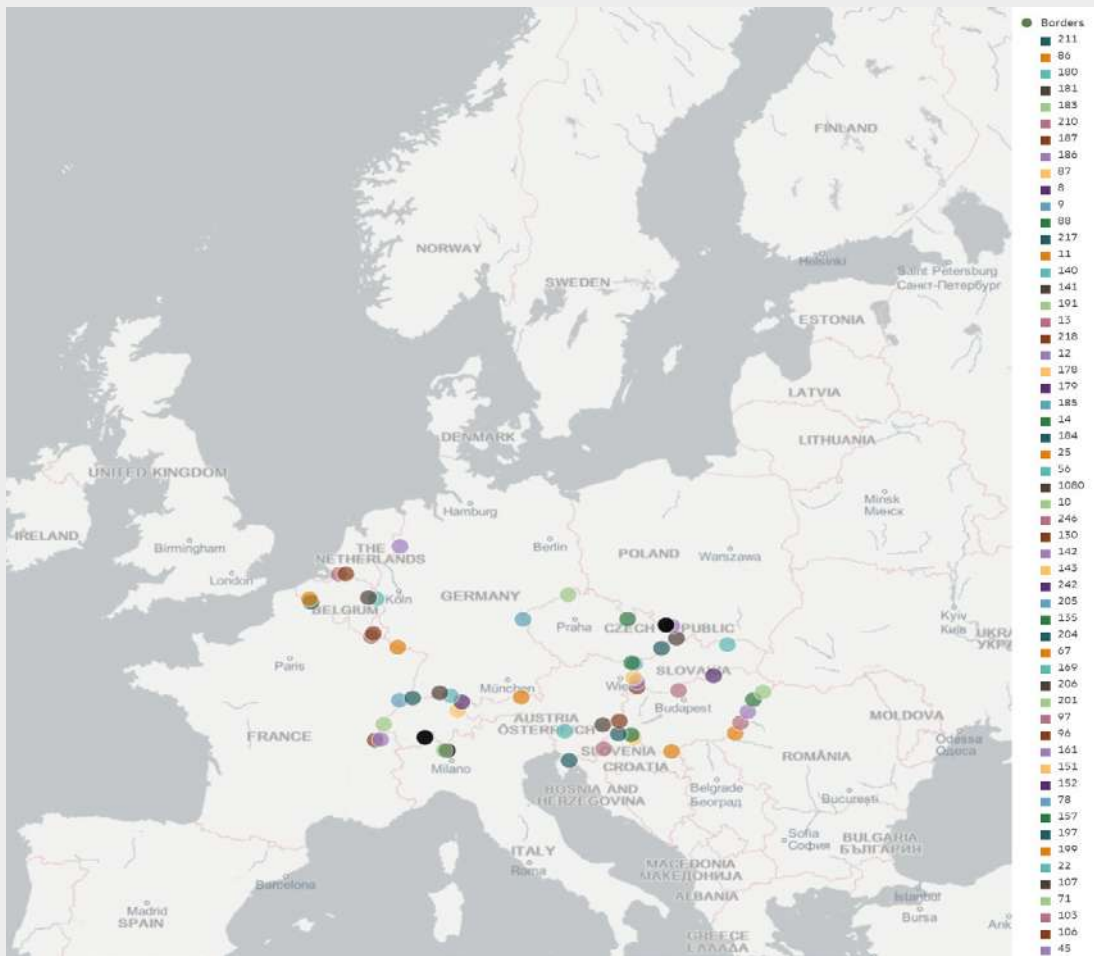 FINLAND
NORWAY
Helsinki
Saint Petersburg
Санкт-Петербург
SWEDEN
ESTONIA
LATVIA
DENMARK
LITHUANIA
UNITED KINGDOM
Minsk
Минск
Hamburg
IRELAND
Birmingham
THE
NETHERLANDS
Berlin
POLAND
Warszawa
London
Köln
GERMANY
BELGIUM
Kyiv
Київ
Praha
CZECH REPUBLIC
Paris
SLOVAKIA
München
Budapest
MOLDOVA
AUSTRIA
ÖSTERREICH
FRANCE
SLOVENIA
CROATIA
ROMÂNIA
Milano
BOSNIA AND
HERZEGOVINA
Belgrade
Београд
București
Sofia
София
BULGARIA
БЪЛГАРИЯ
ITALY
Roma
MACEDONIA
МАКЕДОНИЈА
Barcelona
ALBANIA
Istanbul
Madrid
SPAIN
Bursa
GREECE
Borders
211
86
180
181
183
210
187
186
87
8
9
88
217
11
140
141
191
13
218
12
178
179
185
14
184
25
56
1080
10
246
130
142
143
242
205
135
204
67
169
206
201
97
96
161
151
152
78
157
197
199
22
107
71
103
106
45